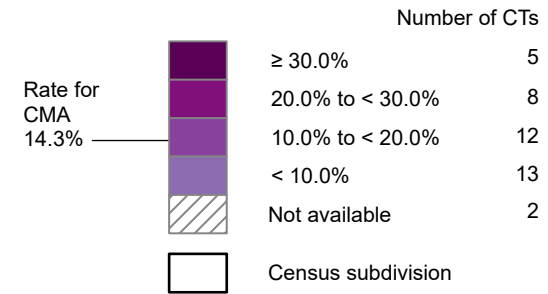 Number of CTs
≥ 30.0% 5
Rate for
CMA
14.3%
20.0% to < 30.0% 8
10.0% to < 20.0% 12
< 10.0% 13
Not available 2
Census subdivision